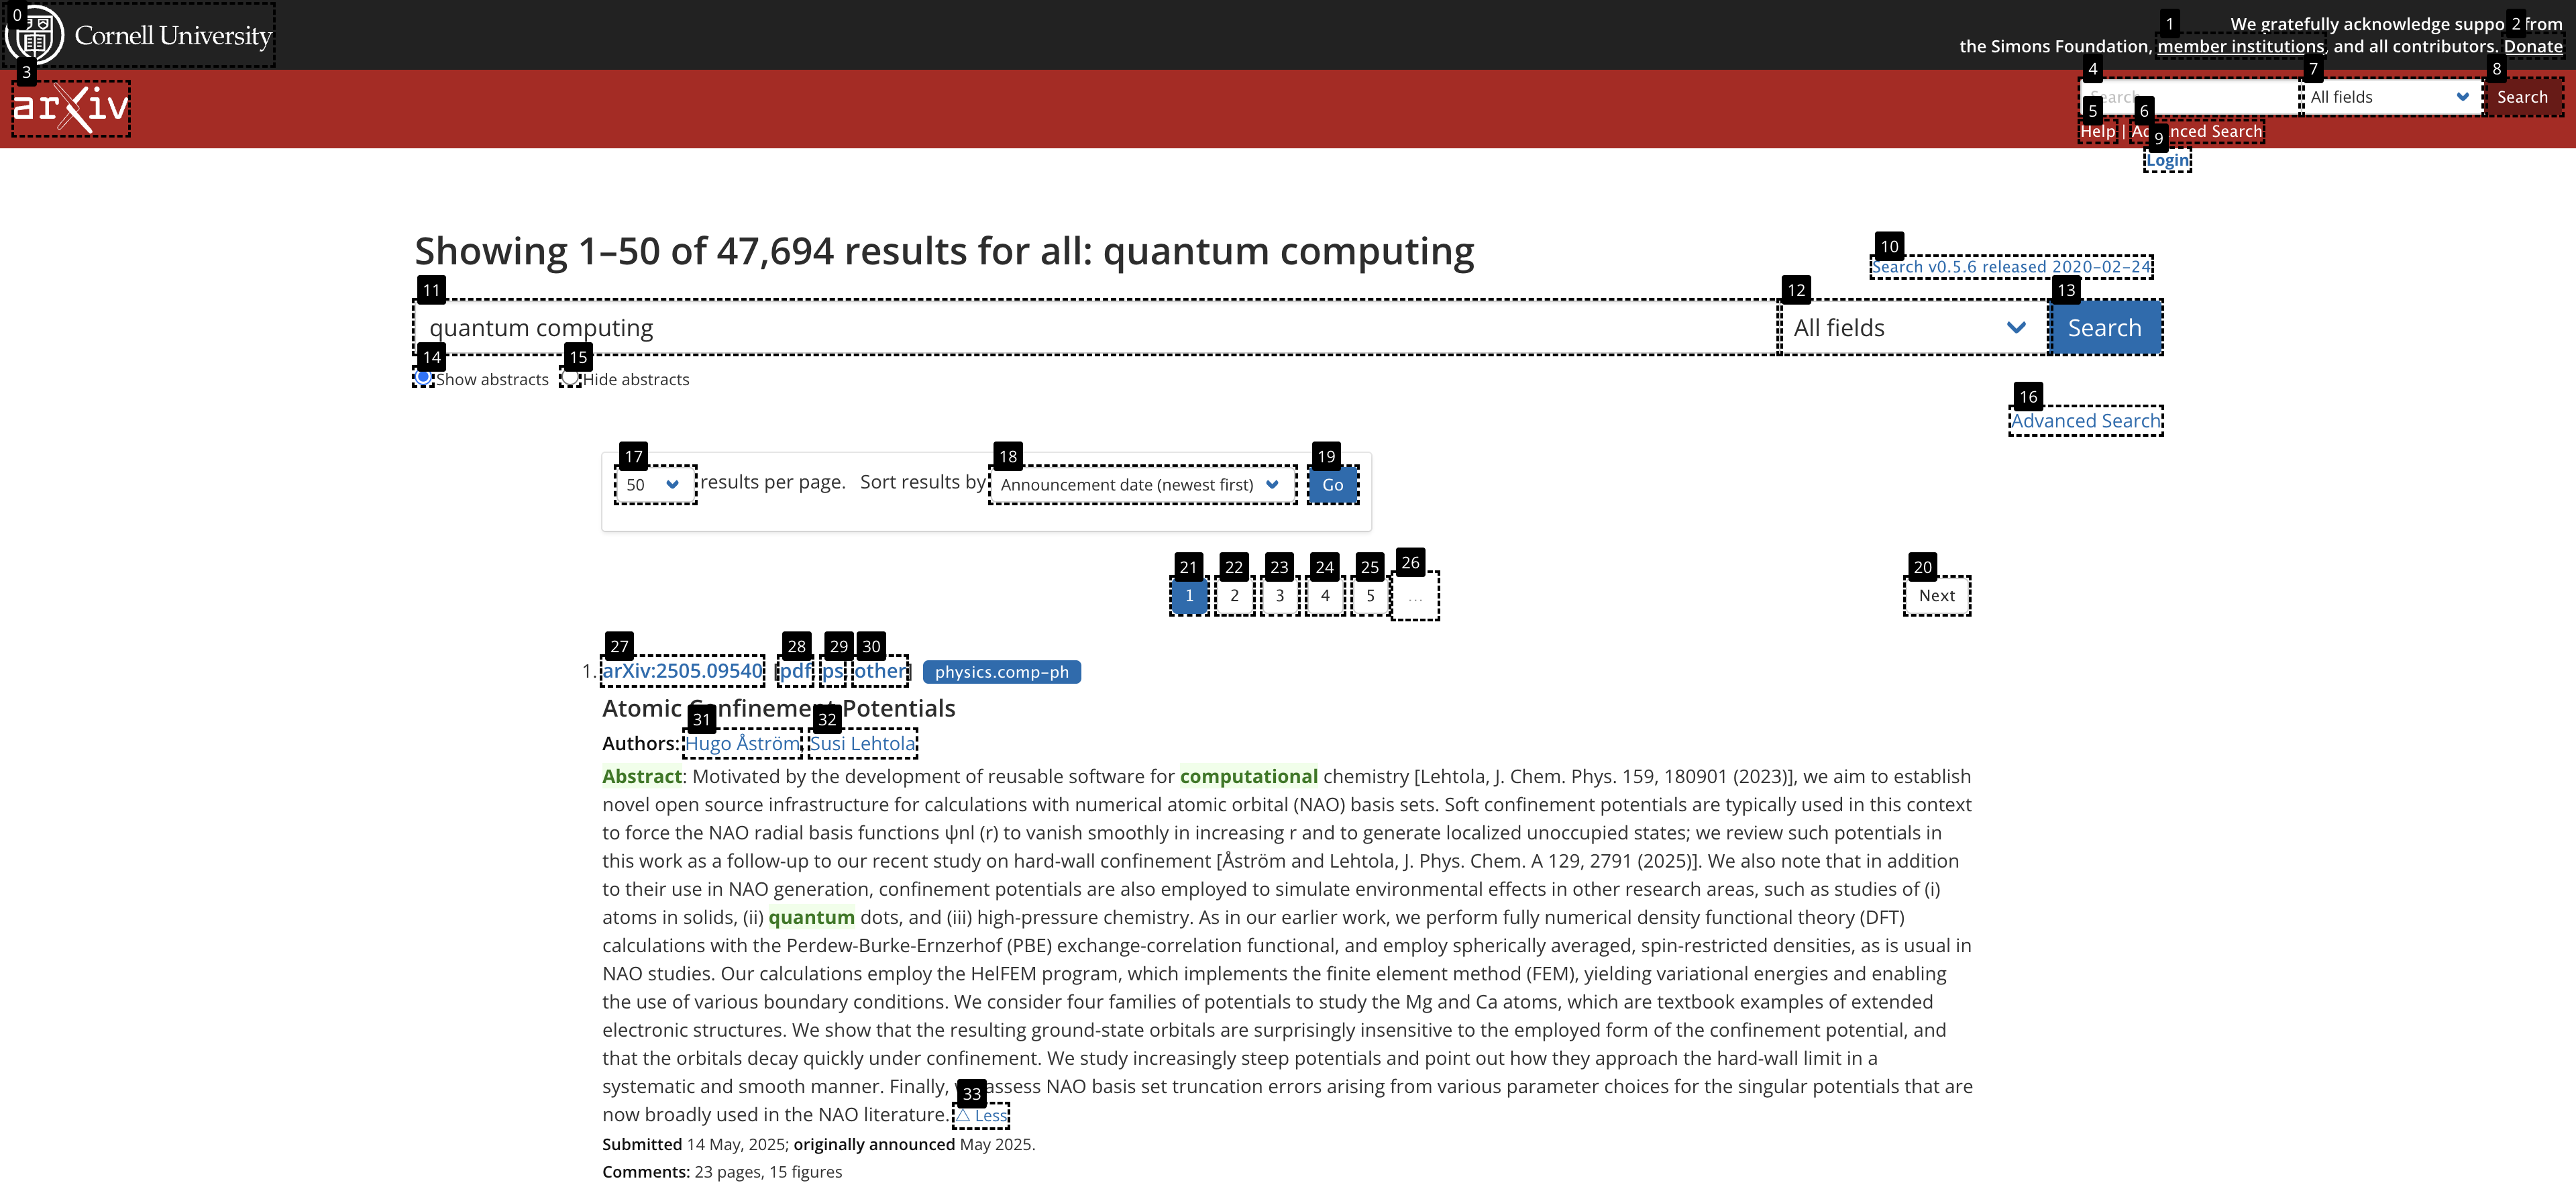 0
Cornell University
1
2
We gratefully acknowledge support from
the Simons Foundation, member institutions, and all contributors. Donate
3
arXiv
4
7
8
Search
All fields
Search
5
6
Help | Advanced Search
9
Login
Showing 1–50 of 47,694 results for all: quantum computing
10
Search v0.5.6 released 2020-02-24
11
12
13
quantum computing
All fields
Search
14
15
Show abstracts
Hide abstracts
16
Advanced Search
17
18
19
50
results per page. Sort results by
Announcement date (newest first)
Go
21
22
23
24
25
26
20
1
2
3
4
5
...
Next
27
28
29
30
1. arXiv:2505.09540 [pdf, ps, other] physics.comp-ph
Atomic Confinement Potentials
31
32
Authors: Hugo Åström, Susi Lehtola
Abstract: Motivated by the development of reusable software for computational chemistry [Lehtola, J. Chem. Phys. 159, 180901 (2023)], we aim to establish
novel open source infrastructure for calculations with numerical atomic orbital (NAO) basis sets. Soft confinement potentials are typically used in this context
to force the NAO radial basis functions ψnl (r) to vanish smoothly in increasing r and to generate localized unoccupied states; we review such potentials in
this work as a follow-up to our recent study on hard-wall confinement [Åström and Lehtola, J. Phys. Chem. A 129, 2791 (2025)]. We also note that in addition
to their use in NAO generation, confinement potentials are also employed to simulate environmental effects in other research areas, such as studies of (i)
atoms in solids, (ii) quantum dots, and (iii) high-pressure chemistry. As in our earlier work, we perform fully numerical density functional theory (DFT)
calculations with the Perdew-Burke-Ernzerhof (PBE) exchange-correlation functional, and employ spherically averaged, spin-restricted densities, as is usual in
NAO studies. Our calculations employ the HelFEM program, which implements the finite element method (FEM), yielding variational energies and enabling
the use of various boundary conditions. We consider four families of potentials to study the Mg and Ca atoms, which are textbook examples of extended
electronic structures. We show that the resulting ground-state orbitals are surprisingly insensitive to the employed form of the confinement potential, and
that the orbitals decay quickly under confinement. We study increasingly steep potentials and point out how they approach the hard-wall limit in a
systematic and smooth manner. Finally, we assess NAO basis set truncation errors arising from various parameter choices for the singular potentials that are
33
now broadly used in the NAO literature. △ Less
Submitted 14 May, 2025; originally announced May 2025.
Comments: 23 pages, 15 figures